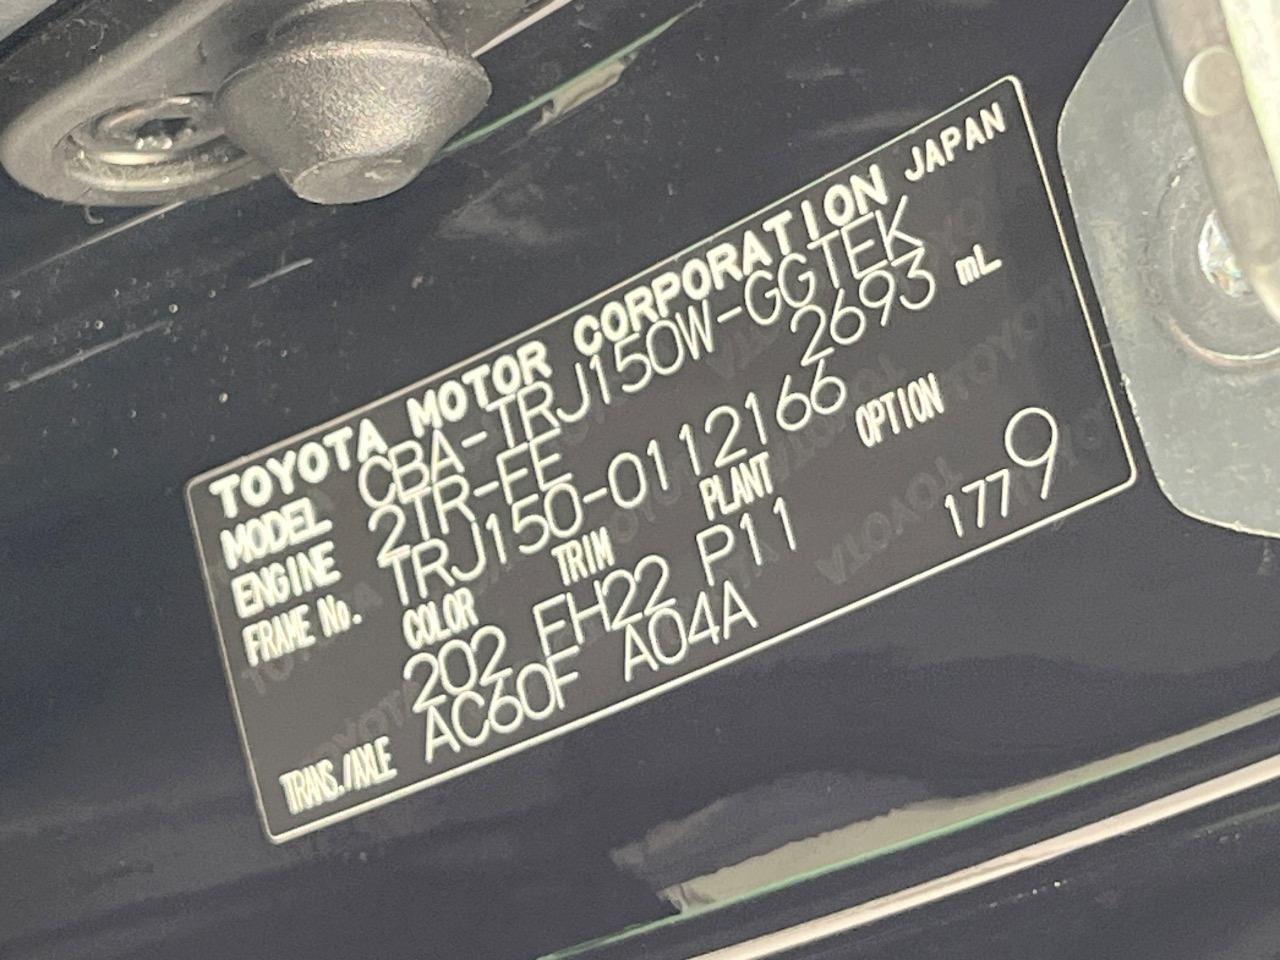 TOYOTA MOTOR CORPORATION JAPAN
MODEL CBA-TRJ150W-GGTEK
ENGINE 2TR-FE 2693 mL
FRAME No. TRJ150-0112166
COLOR TRIM PLANT OPTION
202 FH22 P11
TRANS./AXLE AC60F A04A 1779